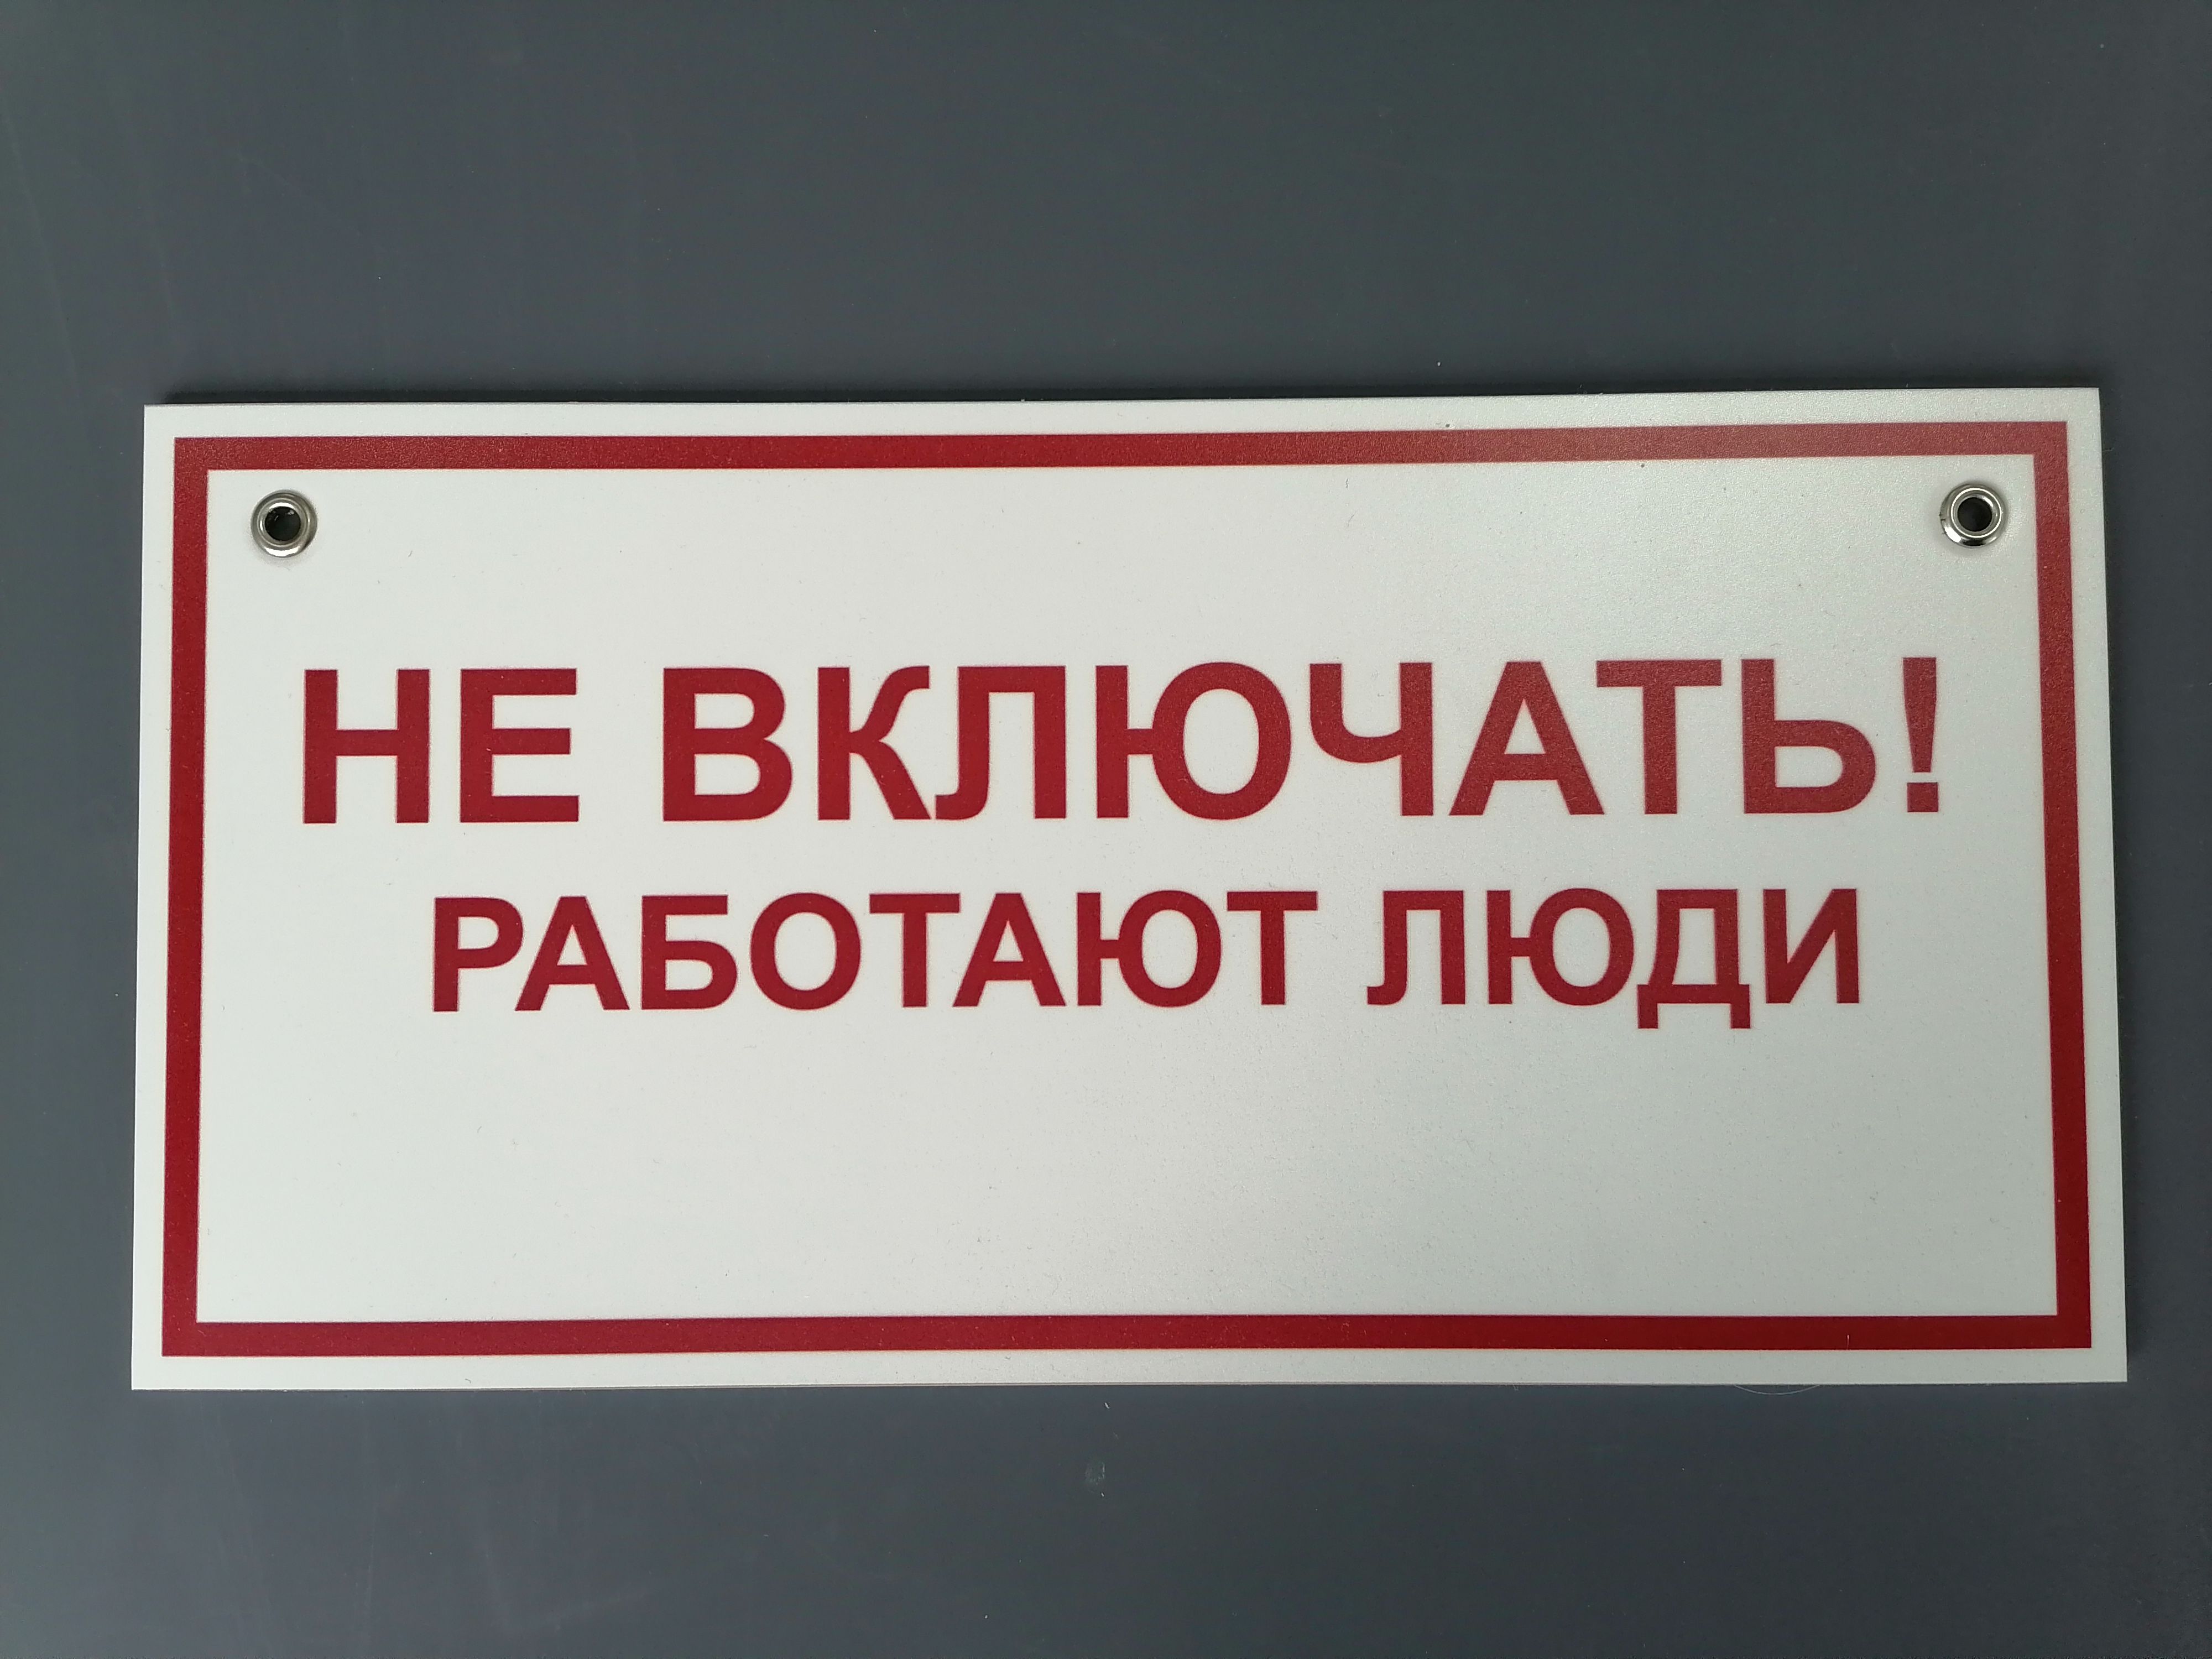 НЕ ВКЛЮЧАТЬ!
РАБОТАЮТ ЛЮДИ